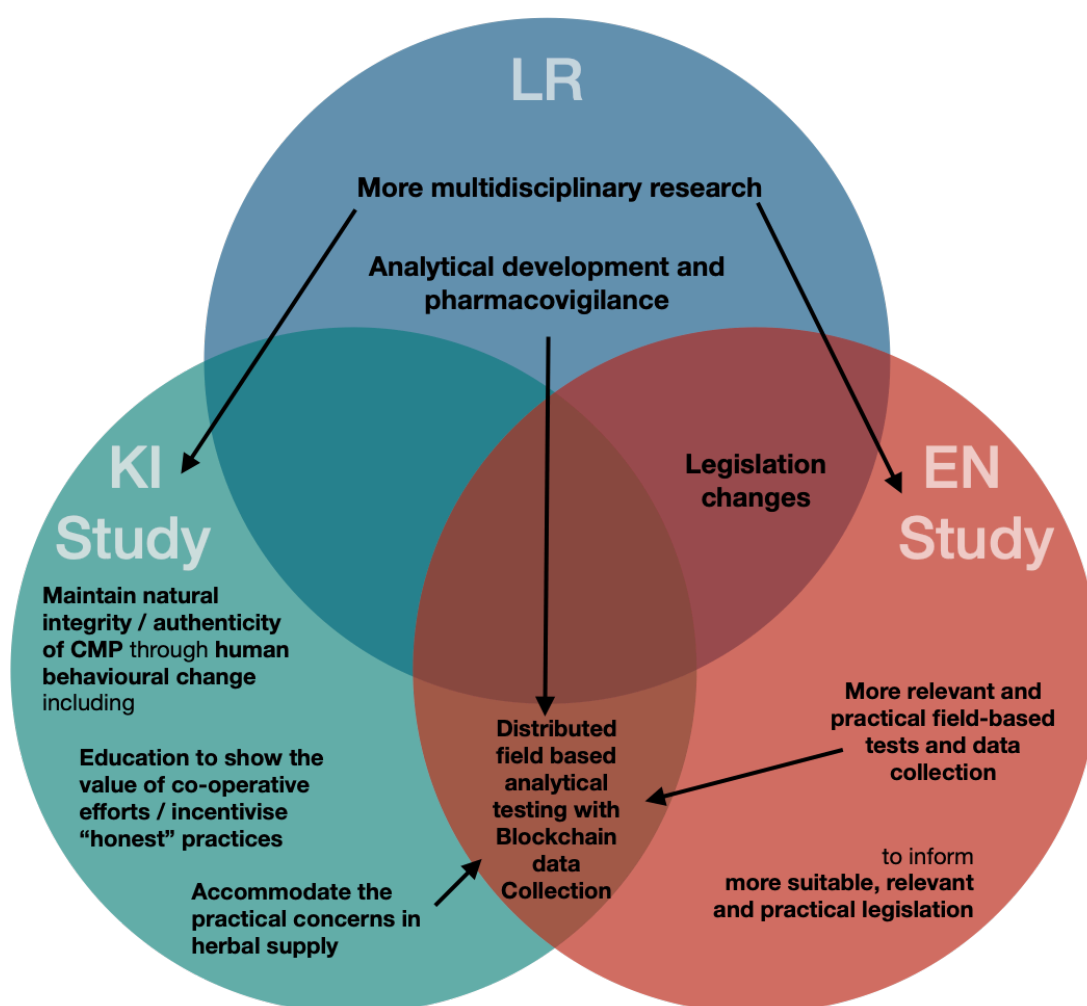 LR
More multidisciplinary research
Analytical development and
pharmacovigilance
KI
Study
EN
Study
Legislation
changes
Maintain natural
integrity / authenticity
of CMP through human
behavioural change
including
Education to show the
value of co-operative
efforts / incentivise
“honest” practices
Accommodate the
practical concerns in
herbal supply
Distributed
field based
analytical
testing with
Blockchain
data
Collection
More relevant and
practical field-based
tests and data
collection
to inform
more suitable, relevant
and practical legislation